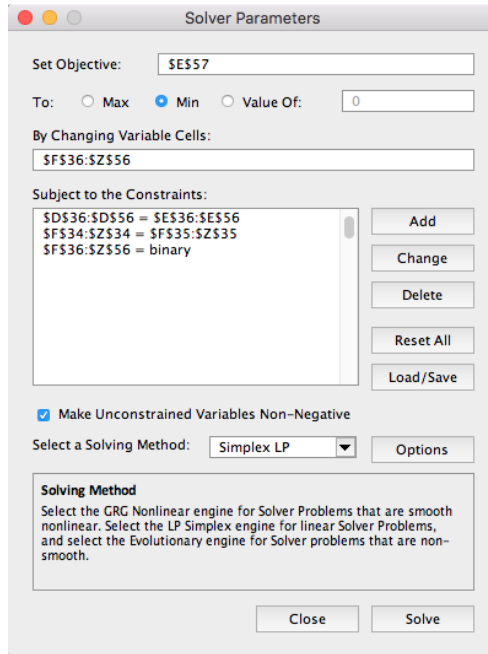 Solver Parameters
Set Objective: $E$57
To: Max Min Value Of: 0
By Changing Variable Cells:
$F$36:$Z$56
Subject to the Constraints:
$D$36:$D$56 = $E$36:$E$56
$F$34:$Z$34 = $F$35:$Z$35
$F$36:$Z$56 = binary
Add
Change
Delete
Reset All
Load/Save
Make Unconstrained Variables Non-Negative
Select a Solving Method: Simplex LP Options
Solving Method
Select the GRG Nonlinear engine for Solver Problems that are smooth
nonlinear. Select the LP Simplex engine for linear Solver Problems,
and select the Evolutionary engine for Solver problems that are non-
smooth.
Close Solve